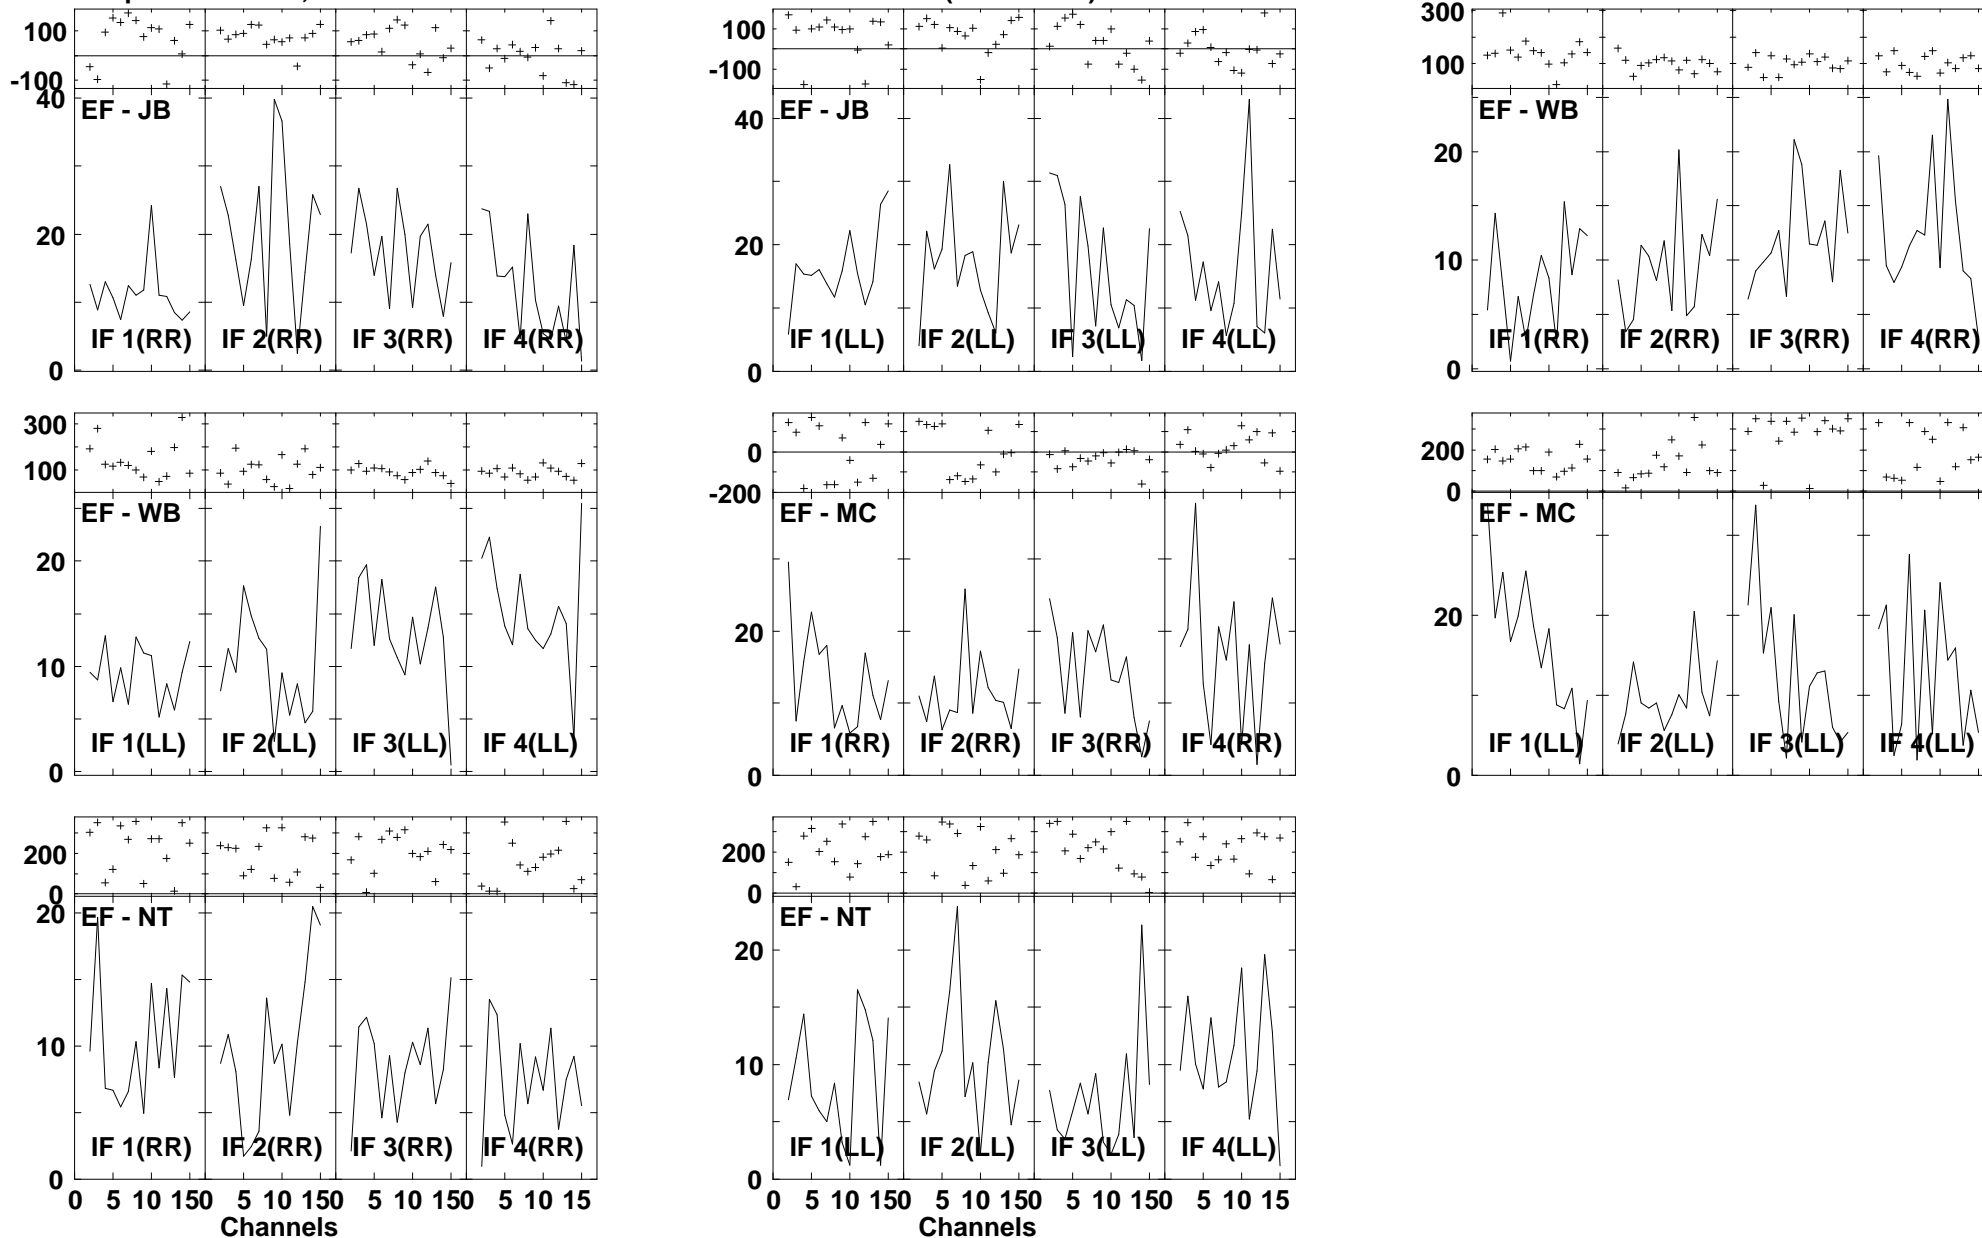 100
-100
40
20
0
EF - JB
IF 1(RR) IF 2(RR) IF 3(RR) IF 4(RR)
100
-100
40
20
0
EF - JB
IF 1(LL) IF 2(LL) IF 3(LL) IF 4(LL)
300
100
20
10
0
EF - WB
IF 1(RR) IF 2(RR) IF 3(RR) IF 4(RR)
300
100
20
10
0
EF - WB
IF 1(LL) IF 2(LL) IF 3(LL) IF 4(LL)
0
-200
20
0
EF - MC
IF 1(RR) IF 2(RR) IF 3(RR) IF 4(RR)
200
0
20
0
EF - MC
IF 1(LL) IF 2(LL) IF 3(LL) IF 4(LL)
200
0
20
10
0
EF - NT
IF 1(RR) IF 2(RR) IF 3(RR) IF 4(RR)
0 5 10 150 5 10 150 5 10 150 5 10 15
Channels
200
0
20
10
0
EF - NT
IF 1(LL) IF 2(LL) IF 3(LL) IF 4(LL)
0 5 10 150 5 10 150 5 10 150 5 10 15
Channels